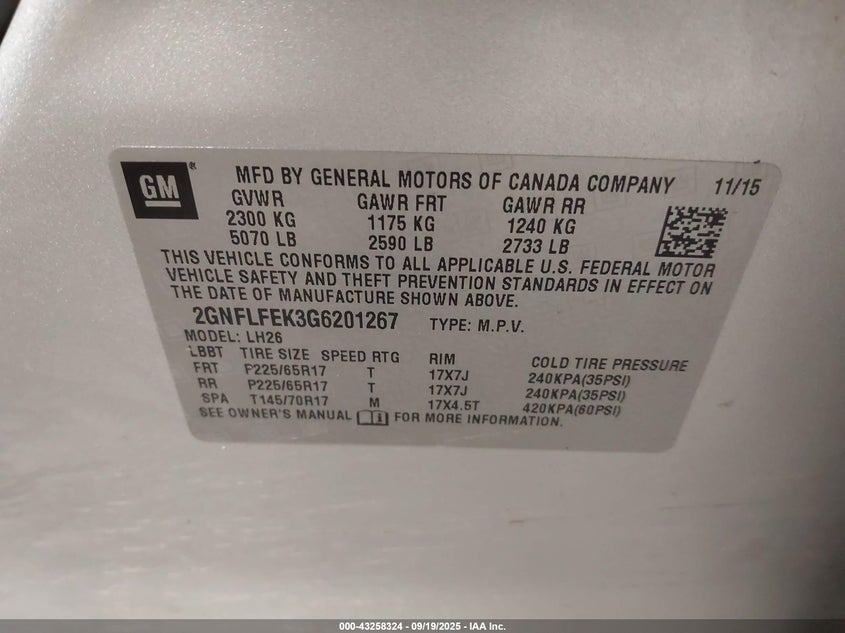 GM
®
MFD BY GENERAL MOTORS OF CANADA COMPANY 11/15
GVWR GAWR FRT GAWR RR
2300 KG 1175 KG 1240 KG
5070 LB 2590 LB 2733 LB
THIS VEHICLE CONFORMS TO ALL APPLICABLE U.S. FEDERAL MOTOR
VEHICLE SAFETY AND THEFT PREVENTION STANDARDS IN EFFECT ON
THE DATE OF MANUFACTURE SHOWN ABOVE.
2GNFLFEK3G6201267 TYPE: M.P.V.
MODEL: LH26
LBBT TIRE SIZE SPEED RTG RIM COLD TIRE PRESSURE
FRT P225/65R17 T 17X7J 240KPA(35PSI)
RR P225/65R17 T 17X7J 240KPA(35PSI)
SPA T145/70R17 M 17X4.5T 420KPA(60PSI)
SEE OWNER'S MANUAL FOR MORE INFORMATION.
000-43258324 - 09/19/2025 - IAA Inc.